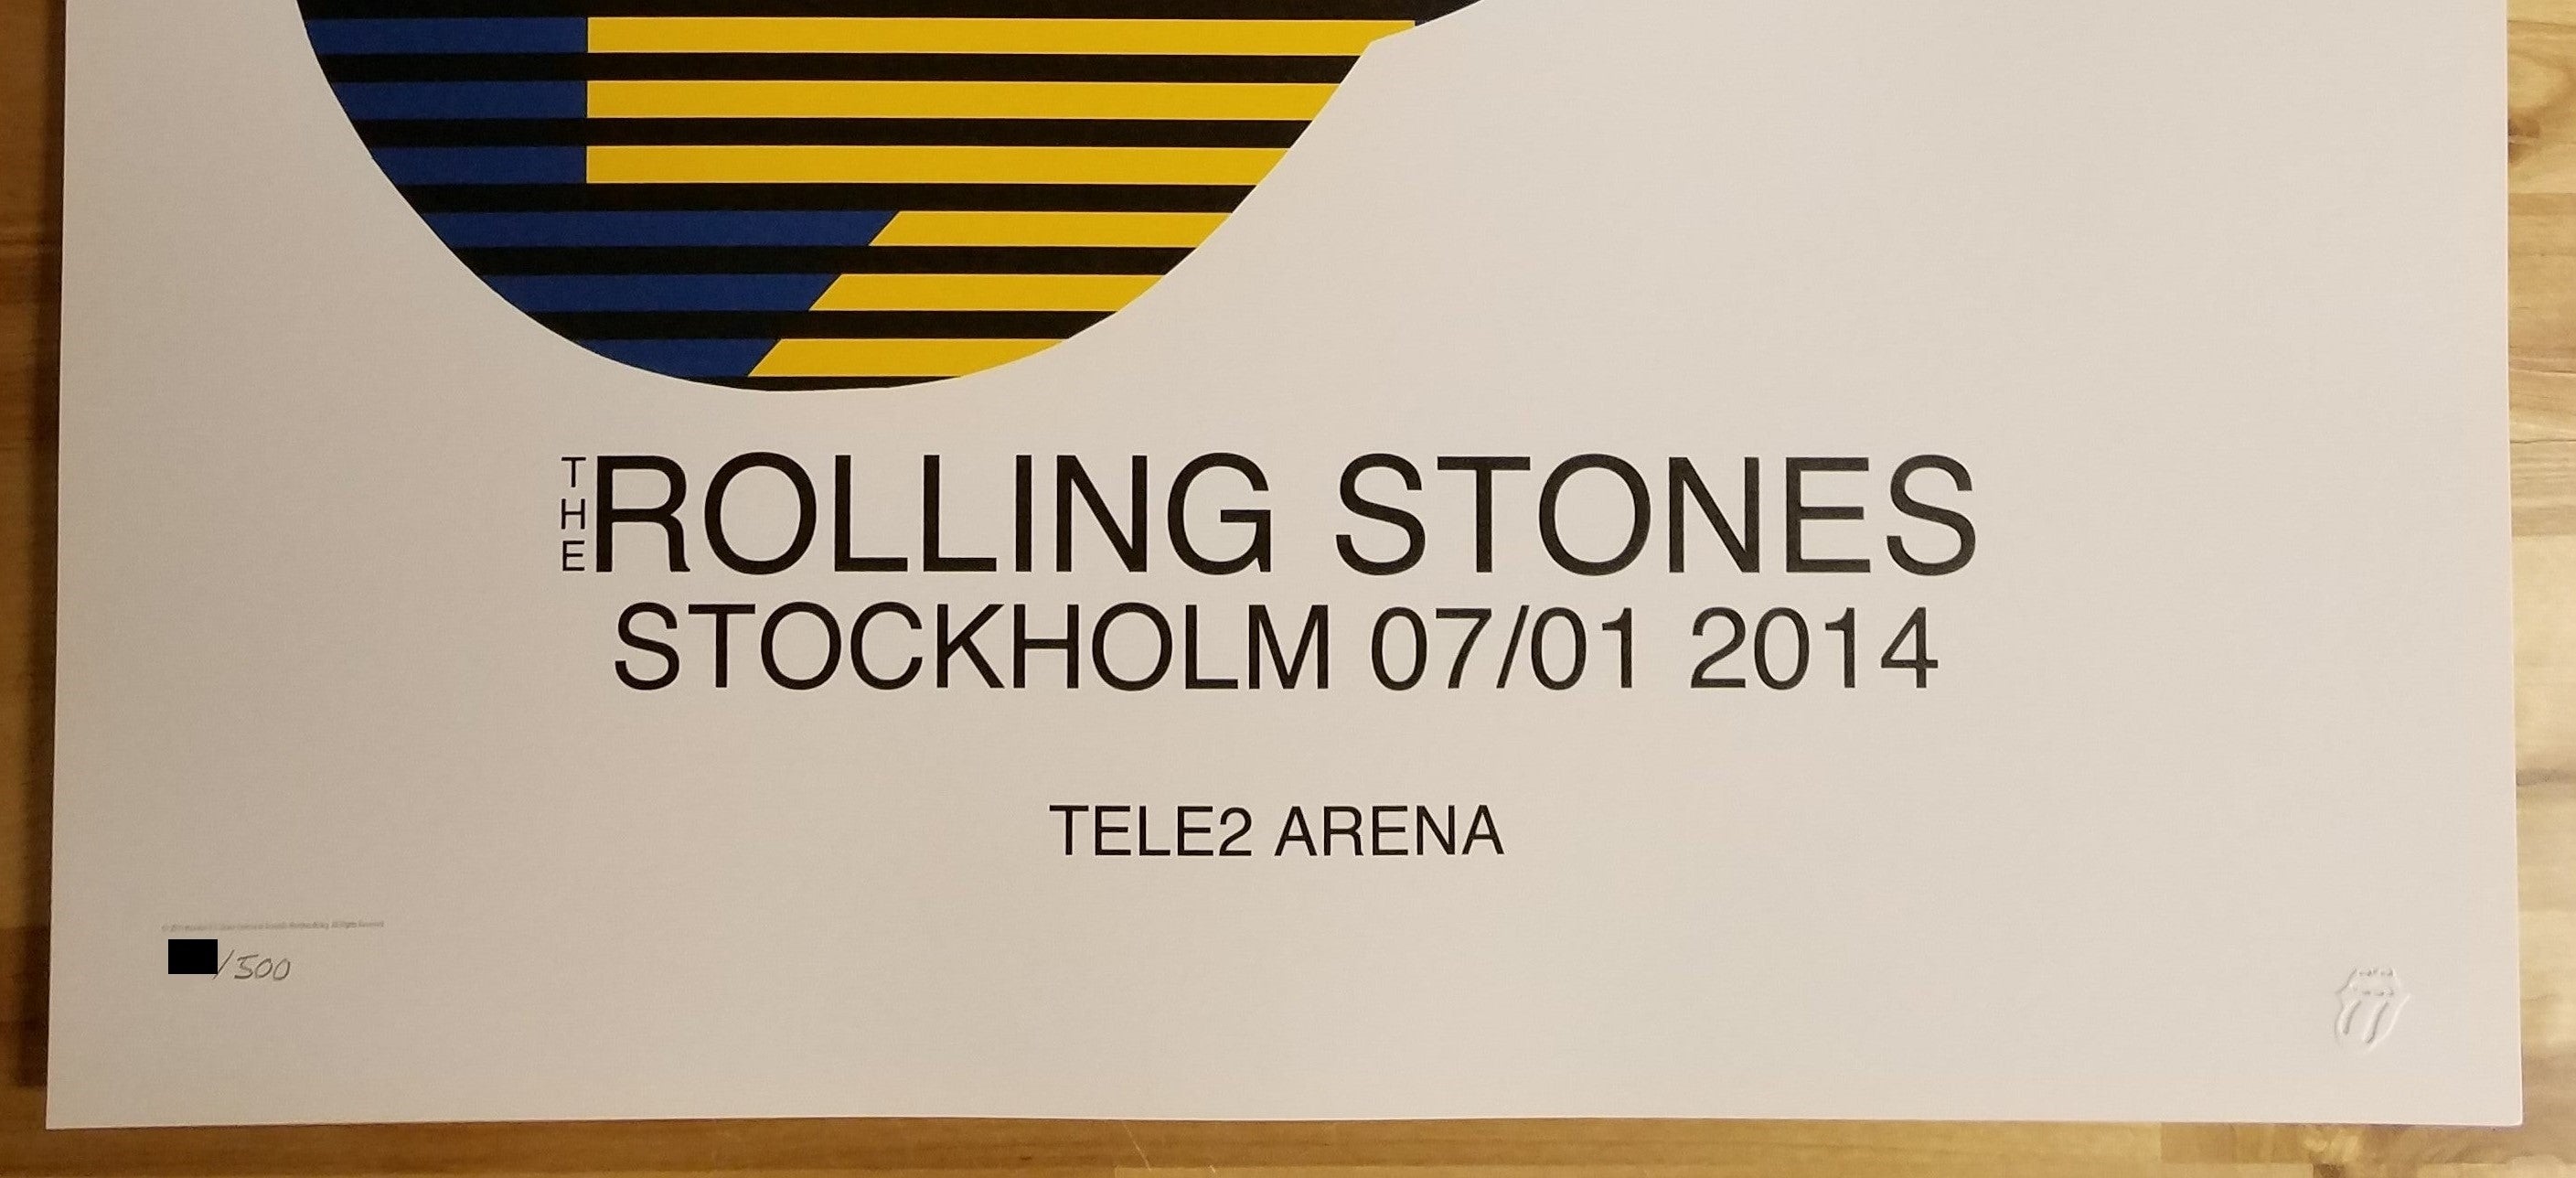 THE ROLLING STONES
STOCKHOLM 07/01 2014
TELE2 ARENA
/500